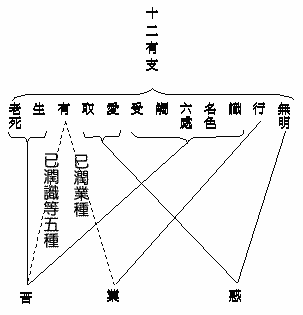 十二有支
無明
行
識
名色
六處
觸
受
愛
取
有
生
老死
已潤業種
已潤識等五種
惑
業
苦